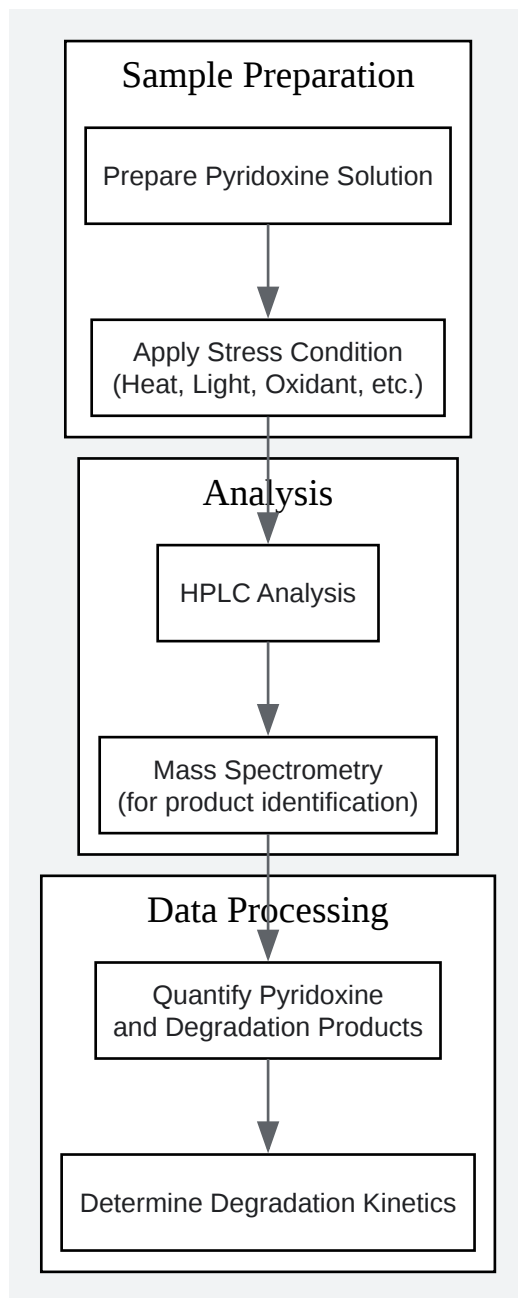 Sample Preparation
Prepare Pyridoxine Solution
Apply Stress Condition
(Heat, Light, Oxidant, etc.)
Analysis
HPLC Analysis
Mass Spectrometry
(for product identification)
Data Processing
Quantify Pyridoxine
and Degradation Products
Determine Degradation Kinetics